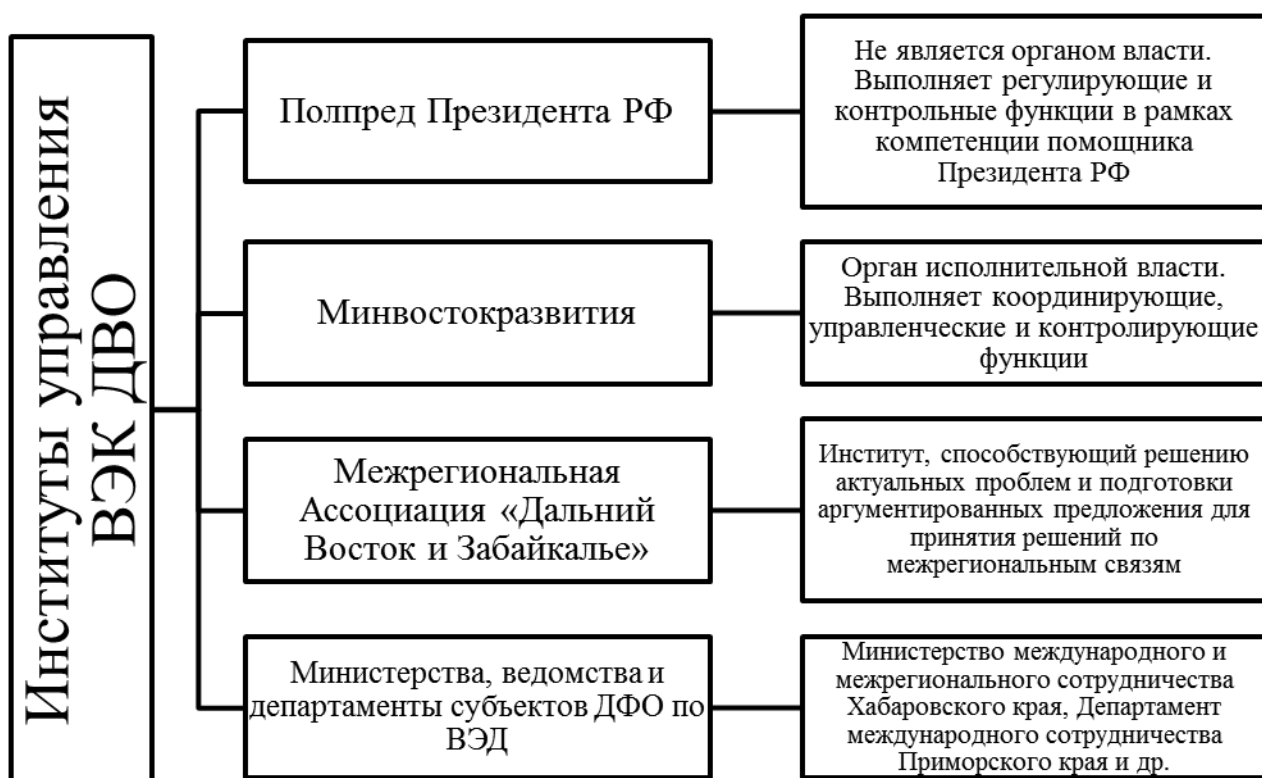 Институты управления
ВЭК ДВО
Полпред Президента РФ
Не является органом власти.
Выполняет регулирующие и
контрольные функции в рамках
компетенции помощника
Президента РФ
Минвостокразвития
Орган исполнительной власти.
Выполняет координирующие,
управленческие и контролирующие
функции
Межрегиональная
Ассоциация «Дальний
Восток и Забайкалье»
Институт, способствующий решению
актуальных проблем и подготовки
аргументированных предложения для
принятия решений по
межрегиональным связям
Министерства, ведомства и
департаменты субъектов ДФО по
ВЭД
Министерство международного и
межрегионального сотрудничества
Хабаровского края, Департамент
международного сотрудничества
Приморского края и др.